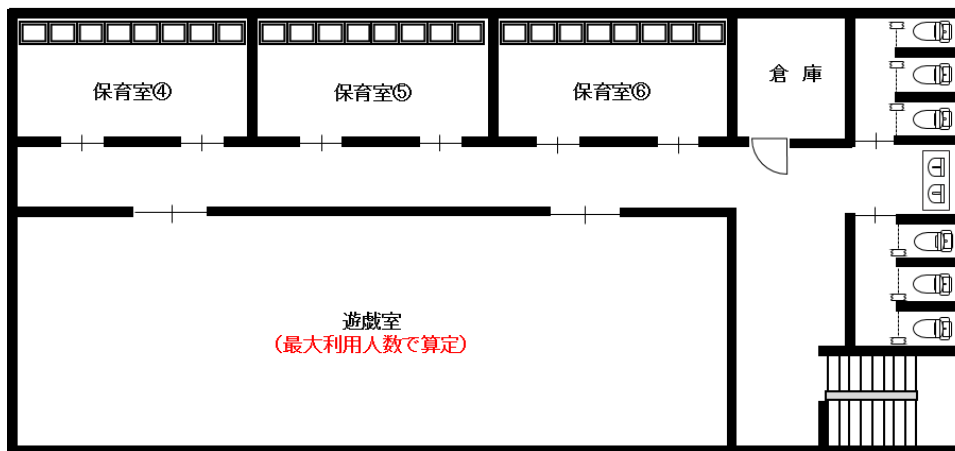 保育室④
保育室⑤
保育室⑥
倉 庫
遊戯室
(最大利用人数で算定)